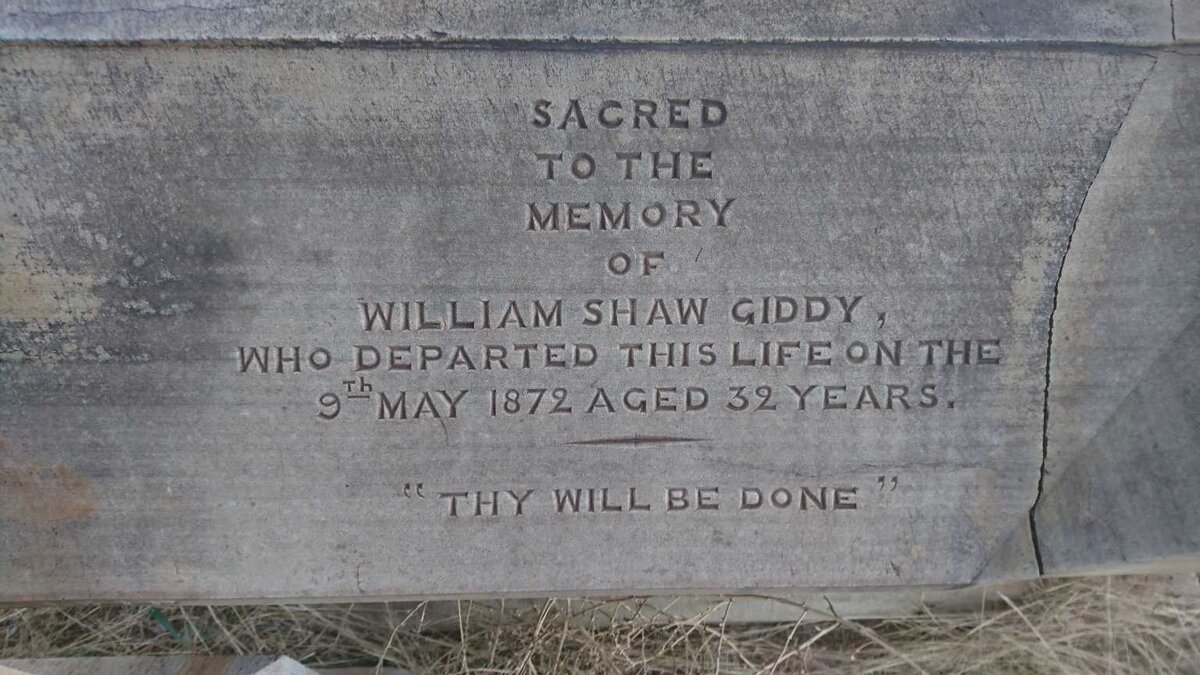 SACRED
TO THE
MEMORY
OF
WILLIAM SHAW GIDDY,
WHO DEPARTED THIS LIFE ON THE
9Th MAY 1872 AGED 32 YEARS.
"THY WILL BE DONE"